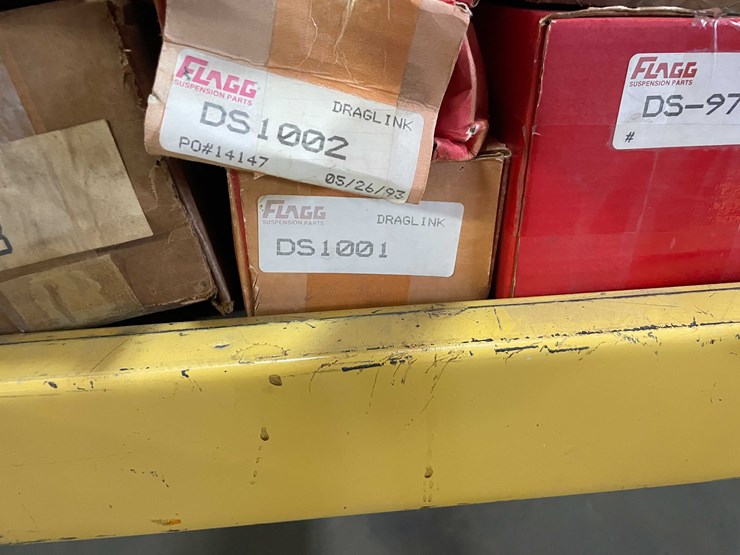 FLAGG
SUSPENSION PARTS
DRAGLINK
DS1002
PO#14147
05/26/93
FLAGG
SUSPENSION PARTS
DRAGLINK
DS1001
FLAGG
SUSPENSION PARTS
DS-97
#